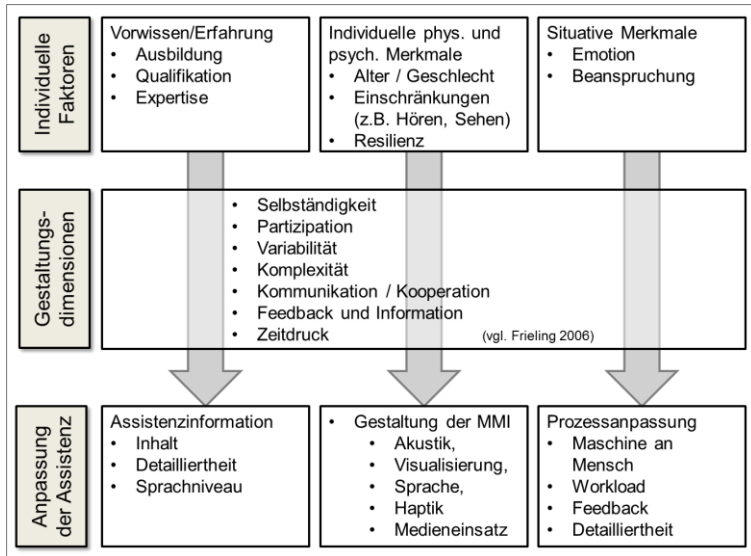 Individuelle
Faktoren
Vorwissen/Erfahrung
• Ausbildung
• Qualifikation
• Expertise
Individuelle phys. und
psych. Merkmale
• Alter / Geschlecht
• Einschränkungen
(z.B. Hören, Sehen)
• Resilienz
Situative Merkmale
• Emotion
• Beanspruchung
Gestaltungs-
dimensionen
• Selbständigkeit
• Partizipation
• Variabilität
• Komplexität
• Kommunikation / Kooperation
• Feedback und Information
• Zeitdruck
(vgl. Frieling 2006)
Anpassung
der Assistenz
Assistenzinformation
• Inhalt
• Detailliertheit
• Sprachniveau
• Gestaltung der MMI
• Akustik,
• Visualisierung,
• Sprache,
• Haptik
• Medieneinsatz
Prozessanpassung
• Maschine an
Mensch
• Workload
• Feedback
• Detailliertheit